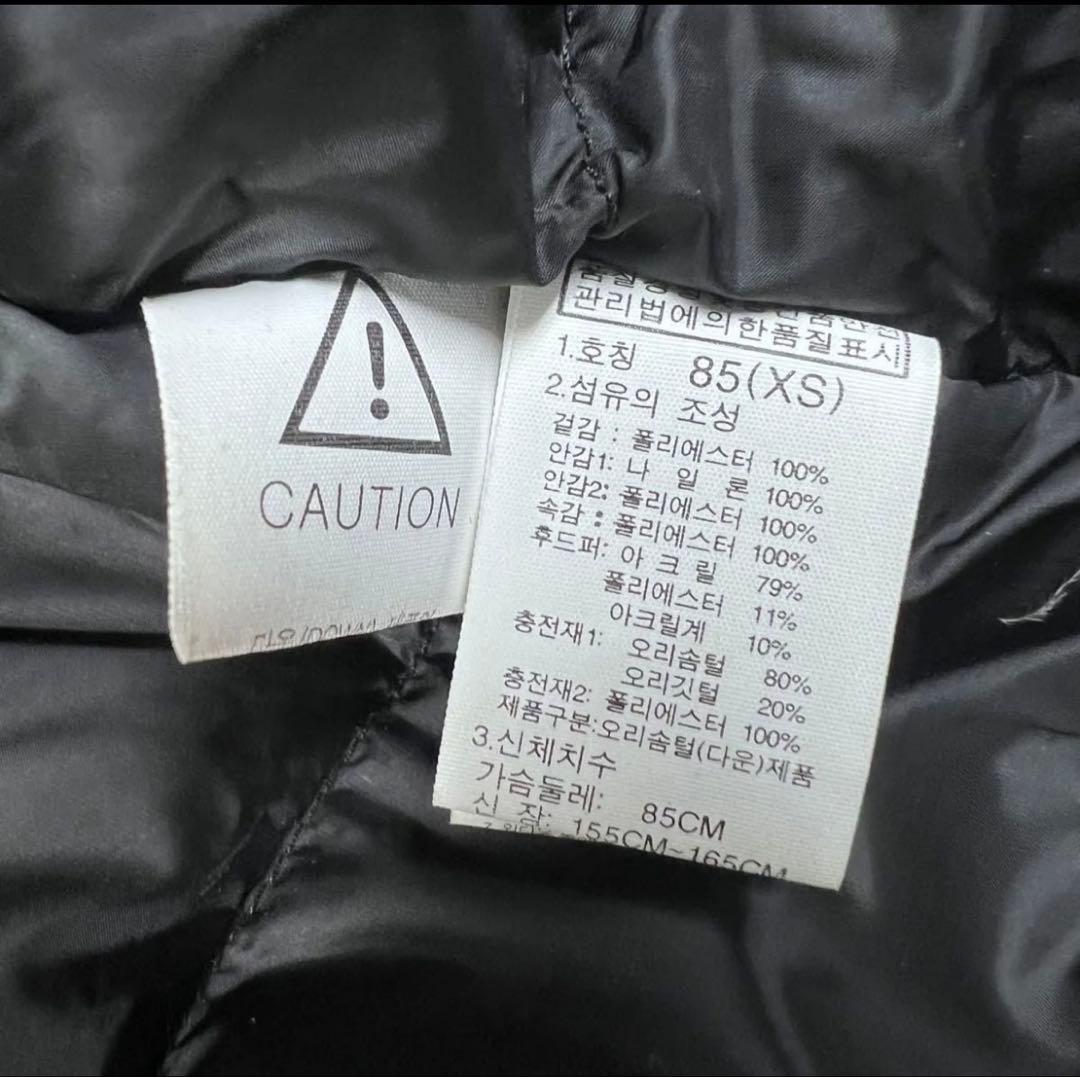 CAUTION
관리법에의한품질표시
1.호칭 85(XS)
2.섬유의 조성
겉감 : 폴리에스터 100%
안감1: 나 일 론 100%
안감2: 폴리에스터 100%
속감 : 폴리에스터 100%
후드퍼: 아 크 릴 79%
폴리에스터 11%
아크릴계 10%
충전재1: 오리솜털 80%
오리깃털 20%
충전재2: 폴리에스터 100%
제품구분:오리솜털(다운)제품
3.신체치수
가슴둘레: 85CM
신 장: 155CM~165CM